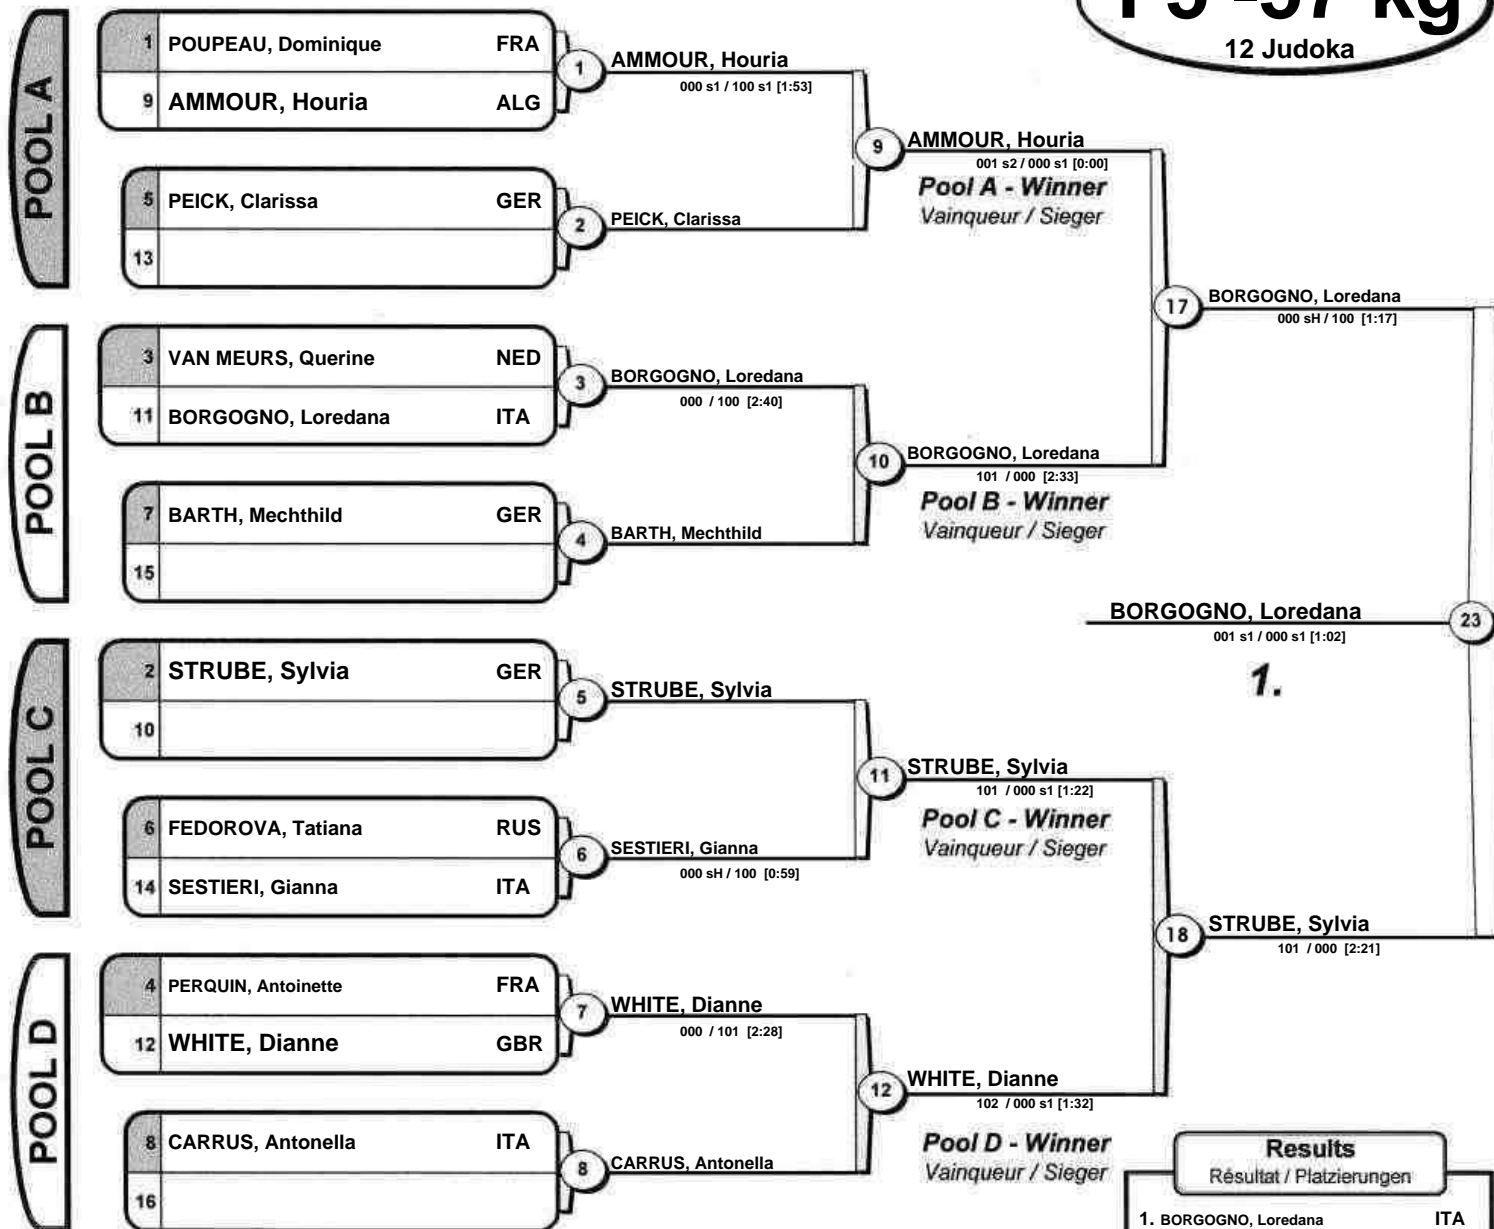 -57 kg
12 Judoka
POOL A
1 POUPEAU, Dominique FRA
9 AMMOUR, Houria ALG
1
AMMOUR, Houria
000 s1 / 100 s1 [1:53]
5 PEICK, Clarissa GER
13
2
PEICK, Clarissa
9
AMMOUR, Houria
001 s2 / 000 s1 [0:00]
Pool A - Winner
Vainqueur / Sieger
POOL B
3 VAN MEURS, Querine NED
11 BORGOGNO, Loredana ITA
3
BORGOGNO, Loredana
000 / 100 [2:40]
7 BARTH, Mechthild GER
15
4
BARTH, Mechthild
10
BORGOGNO, Loredana
101 / 000 [2:33]
Pool B - Winner
Vainqueur / Sieger
17
BORGOGNO, Loredana
000 sH / 100 [1:17]
BORGOGNO, Loredana
23
001 s1 / 000 s1 [1:02]
1.
POOL C
2 STRUBE, Sylvia GER
10
5
STRUBE, Sylvia
6 FEDOROVA, Tatiana RUS
14 SESTIERI, Gianna ITA
6
SESTIERI, Gianna
000 sH / 100 [0:59]
11
STRUBE, Sylvia
101 / 000 s1 [1:22]
Pool C - Winner
Vainqueur / Sieger
18
STRUBE, Sylvia
101 / 000 [2:21]
POOL D
4 PERQUIN, Antoinette FRA
12 WHITE, Dianne GBR
7
WHITE, Dianne
000 / 101 [2:28]
8 CARRUS, Antonella ITA
16
8
CARRUS, Antonella
12
WHITE, Dianne
102 / 000 s1 [1:32]
Pool D - Winner
Vainqueur / Sieger
Results
Résultat / Platzierungen
1. BORGOGNO, Loredana ITA